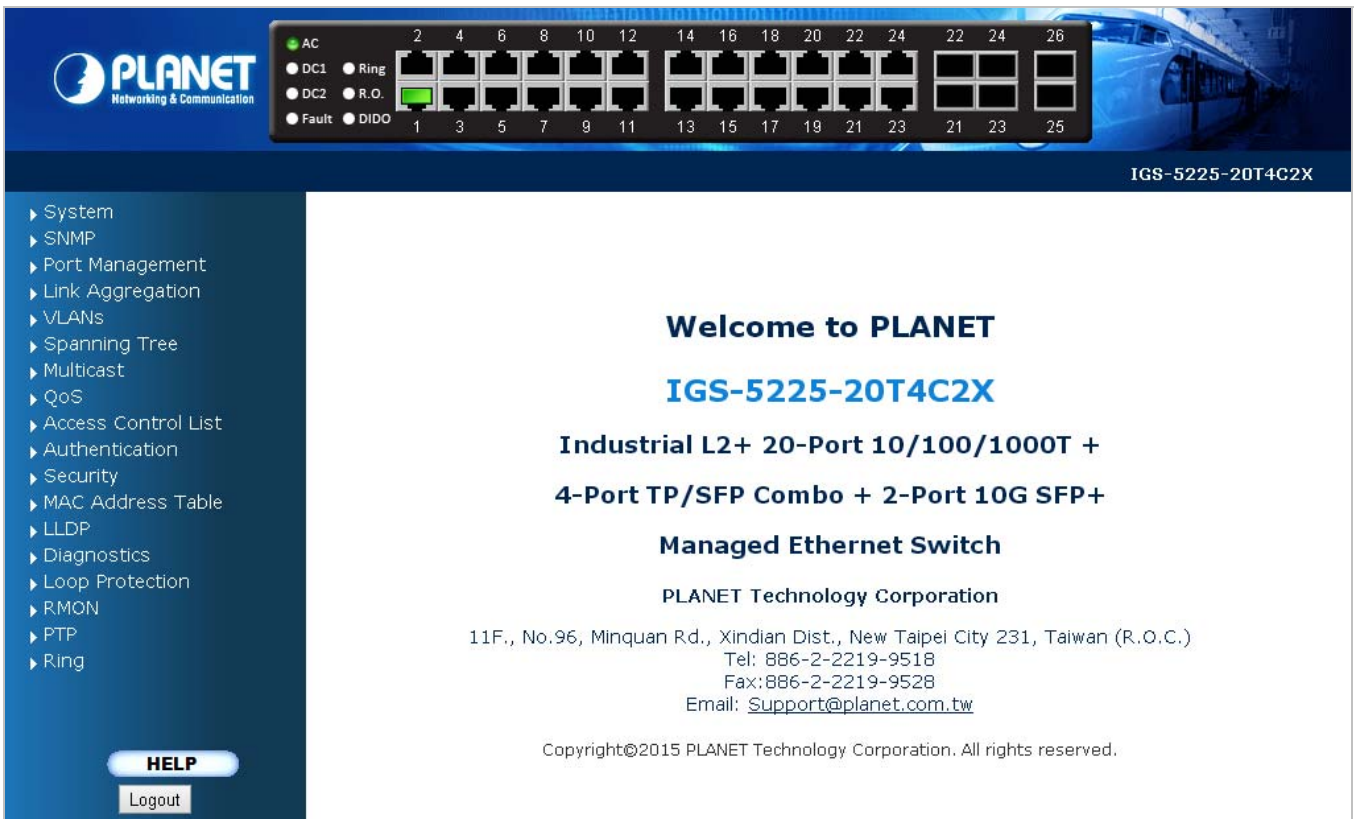 PLANET
Networking & Communication
AC
DC1 Ring
DC2 R.O.
Fault DIDO
2 4 6 8 10 12 14 16 18 20 22 24 22 24 26
1 3 5 7 9 11 13 15 17 19 21 23 21 23 25
IGS-5225-20T4C2X
System
SNMP
Port Management
Link Aggregation
VLANs
Spanning Tree
Multicast
QoS
Access Control List
Authentication
Security
MAC Address Table
LLDP
Diagnostics
Loop Protection
RMON
PTP
Ring
HELP
Logout
Welcome to PLANET
IGS-5225-20T4C2X
Industrial L2+ 20-Port 10/100/1000T +
4-Port TP/SFP Combo + 2-Port 10G SFP+
Managed Ethernet Switch
PLANET Technology Corporation
11F., No.96, Minquan Rd., Xindian Dist., New Taipei City 231, Taiwan (R.O.C.)
Tel: 886-2-2219-9518
Fax:886-2-2219-9528
Email: Support@planet.com.tw
Copyright©2015 PLANET Technology Corporation. All rights reserved.